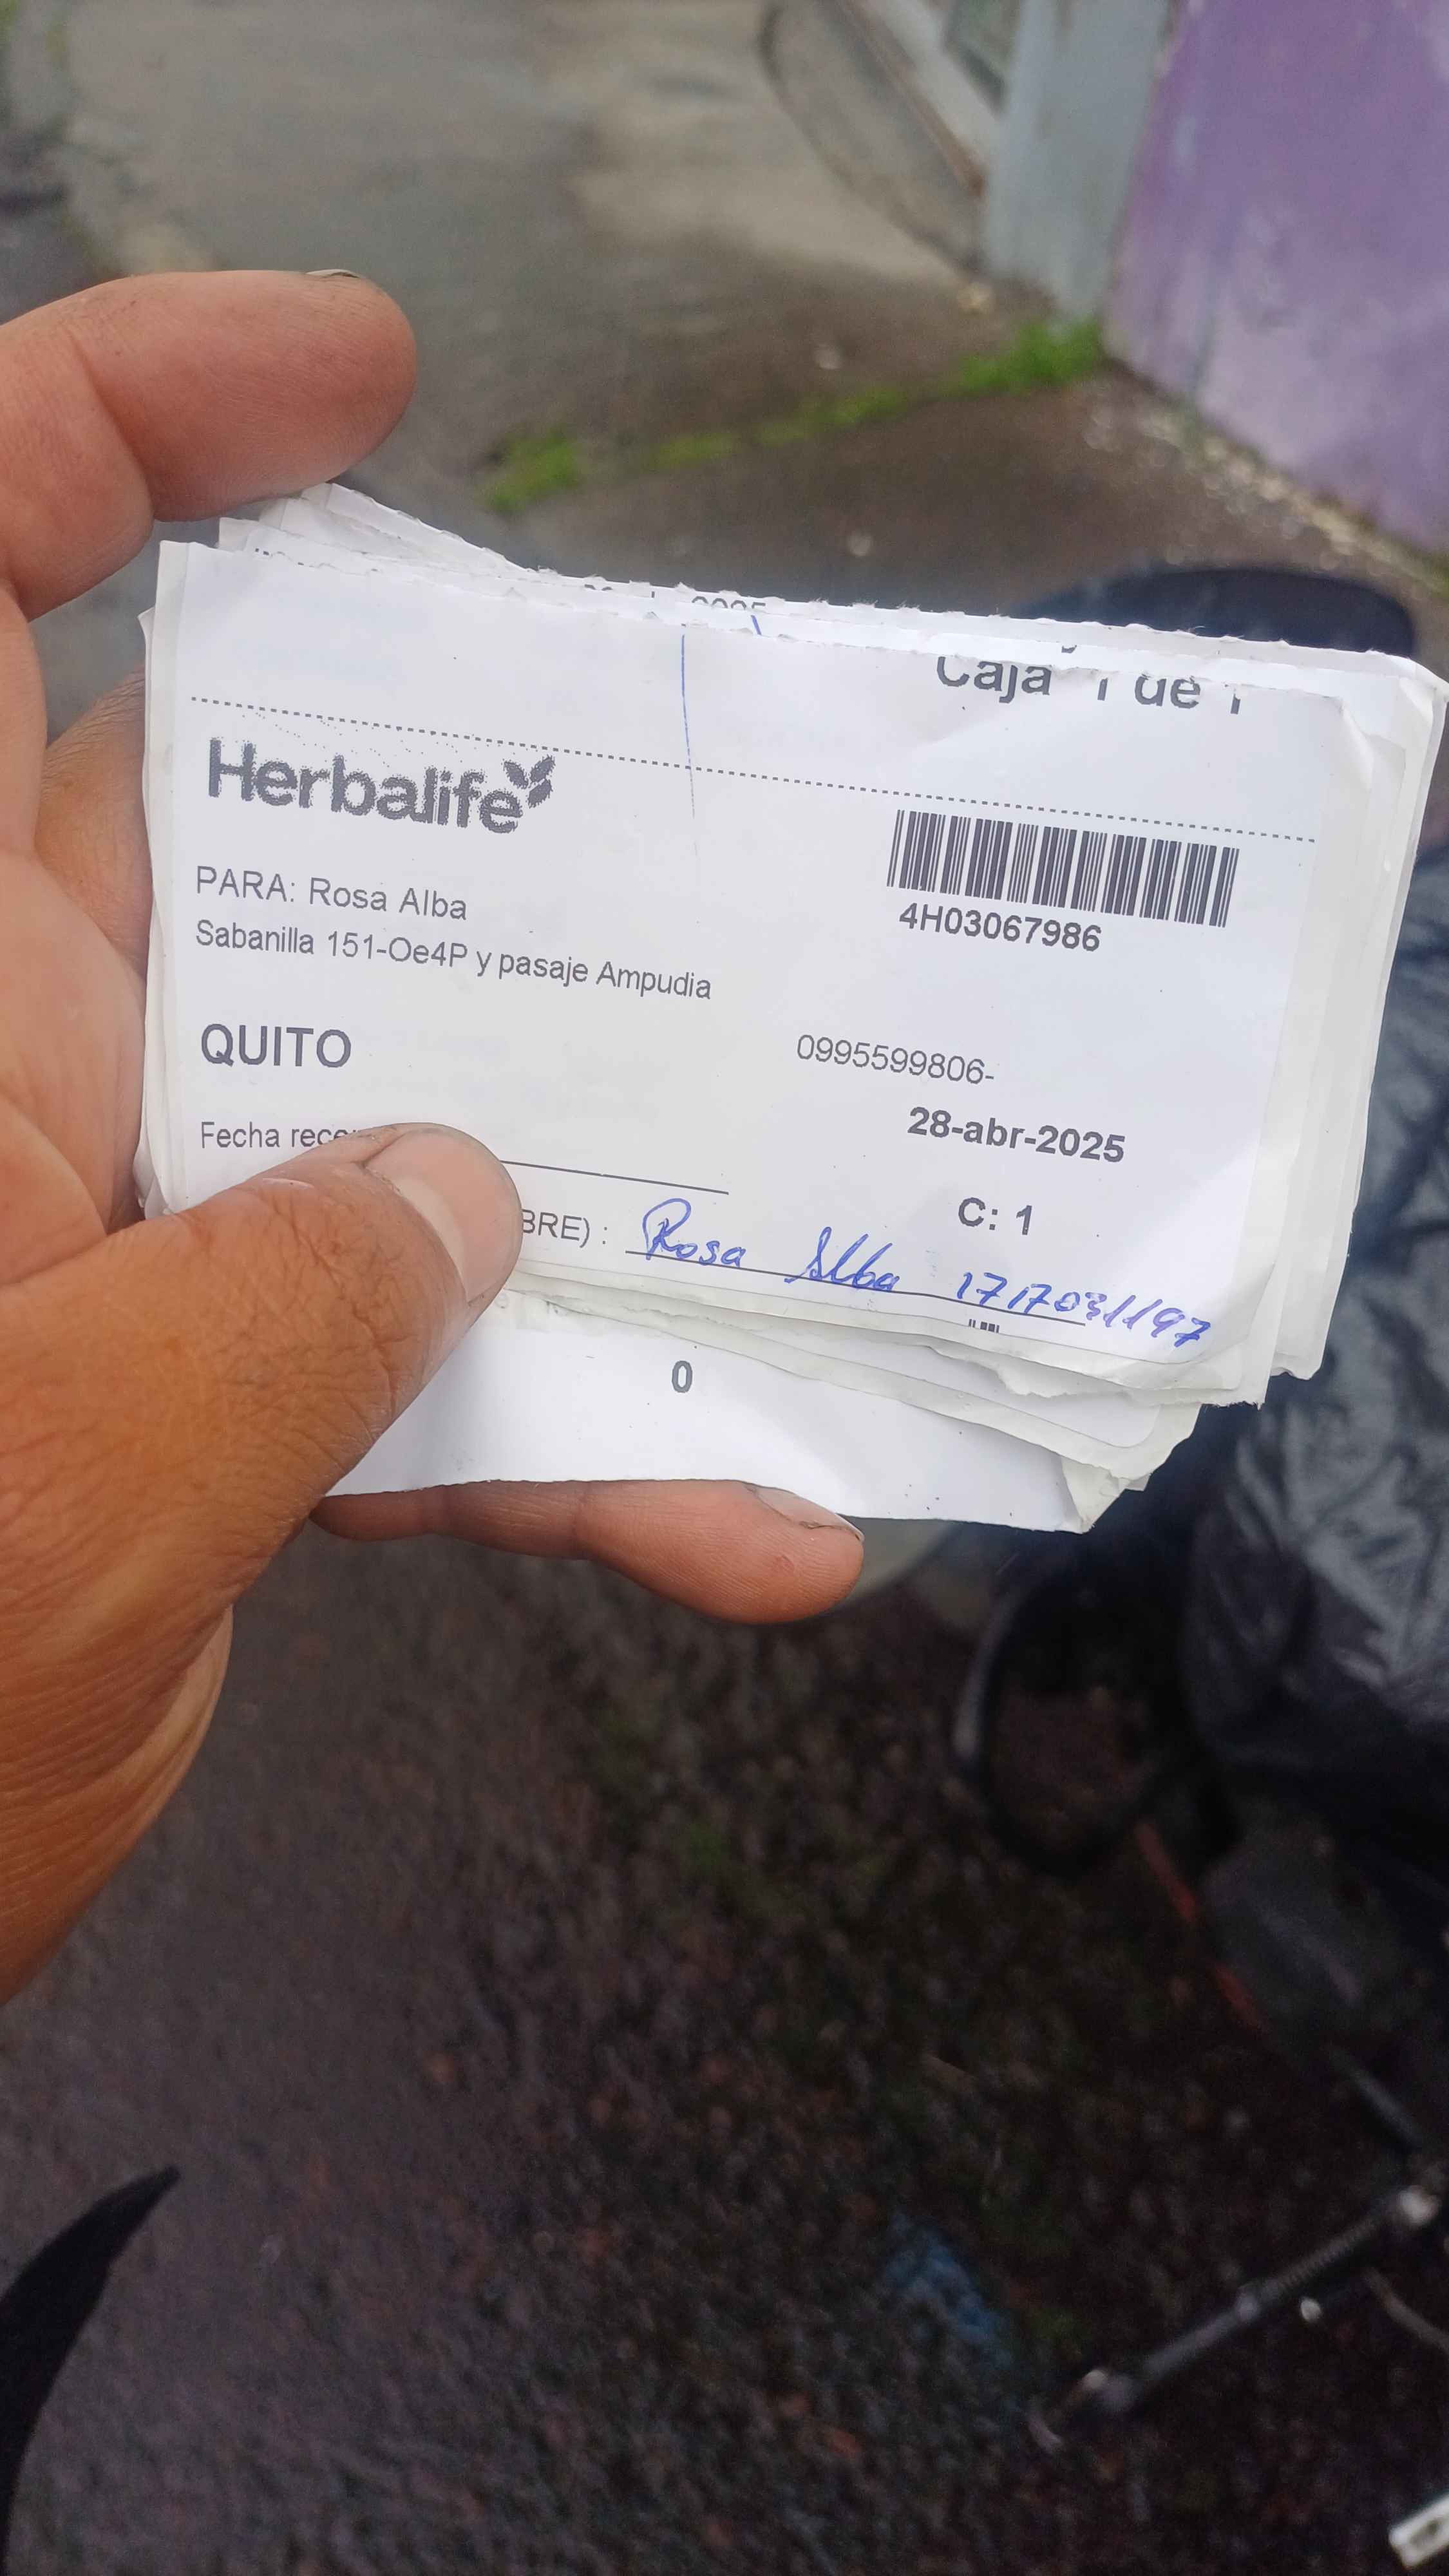 Caja 1 de 1
Herbalife
4H03067986
PARA: Rosa Alba
Sabanilla 151-Oe4P y pasaje Ampudia
QUITO
0995599806-
28-abr-2025
Fecha rece
C: 1
BRE) : Rosa Alba 1717031197
0